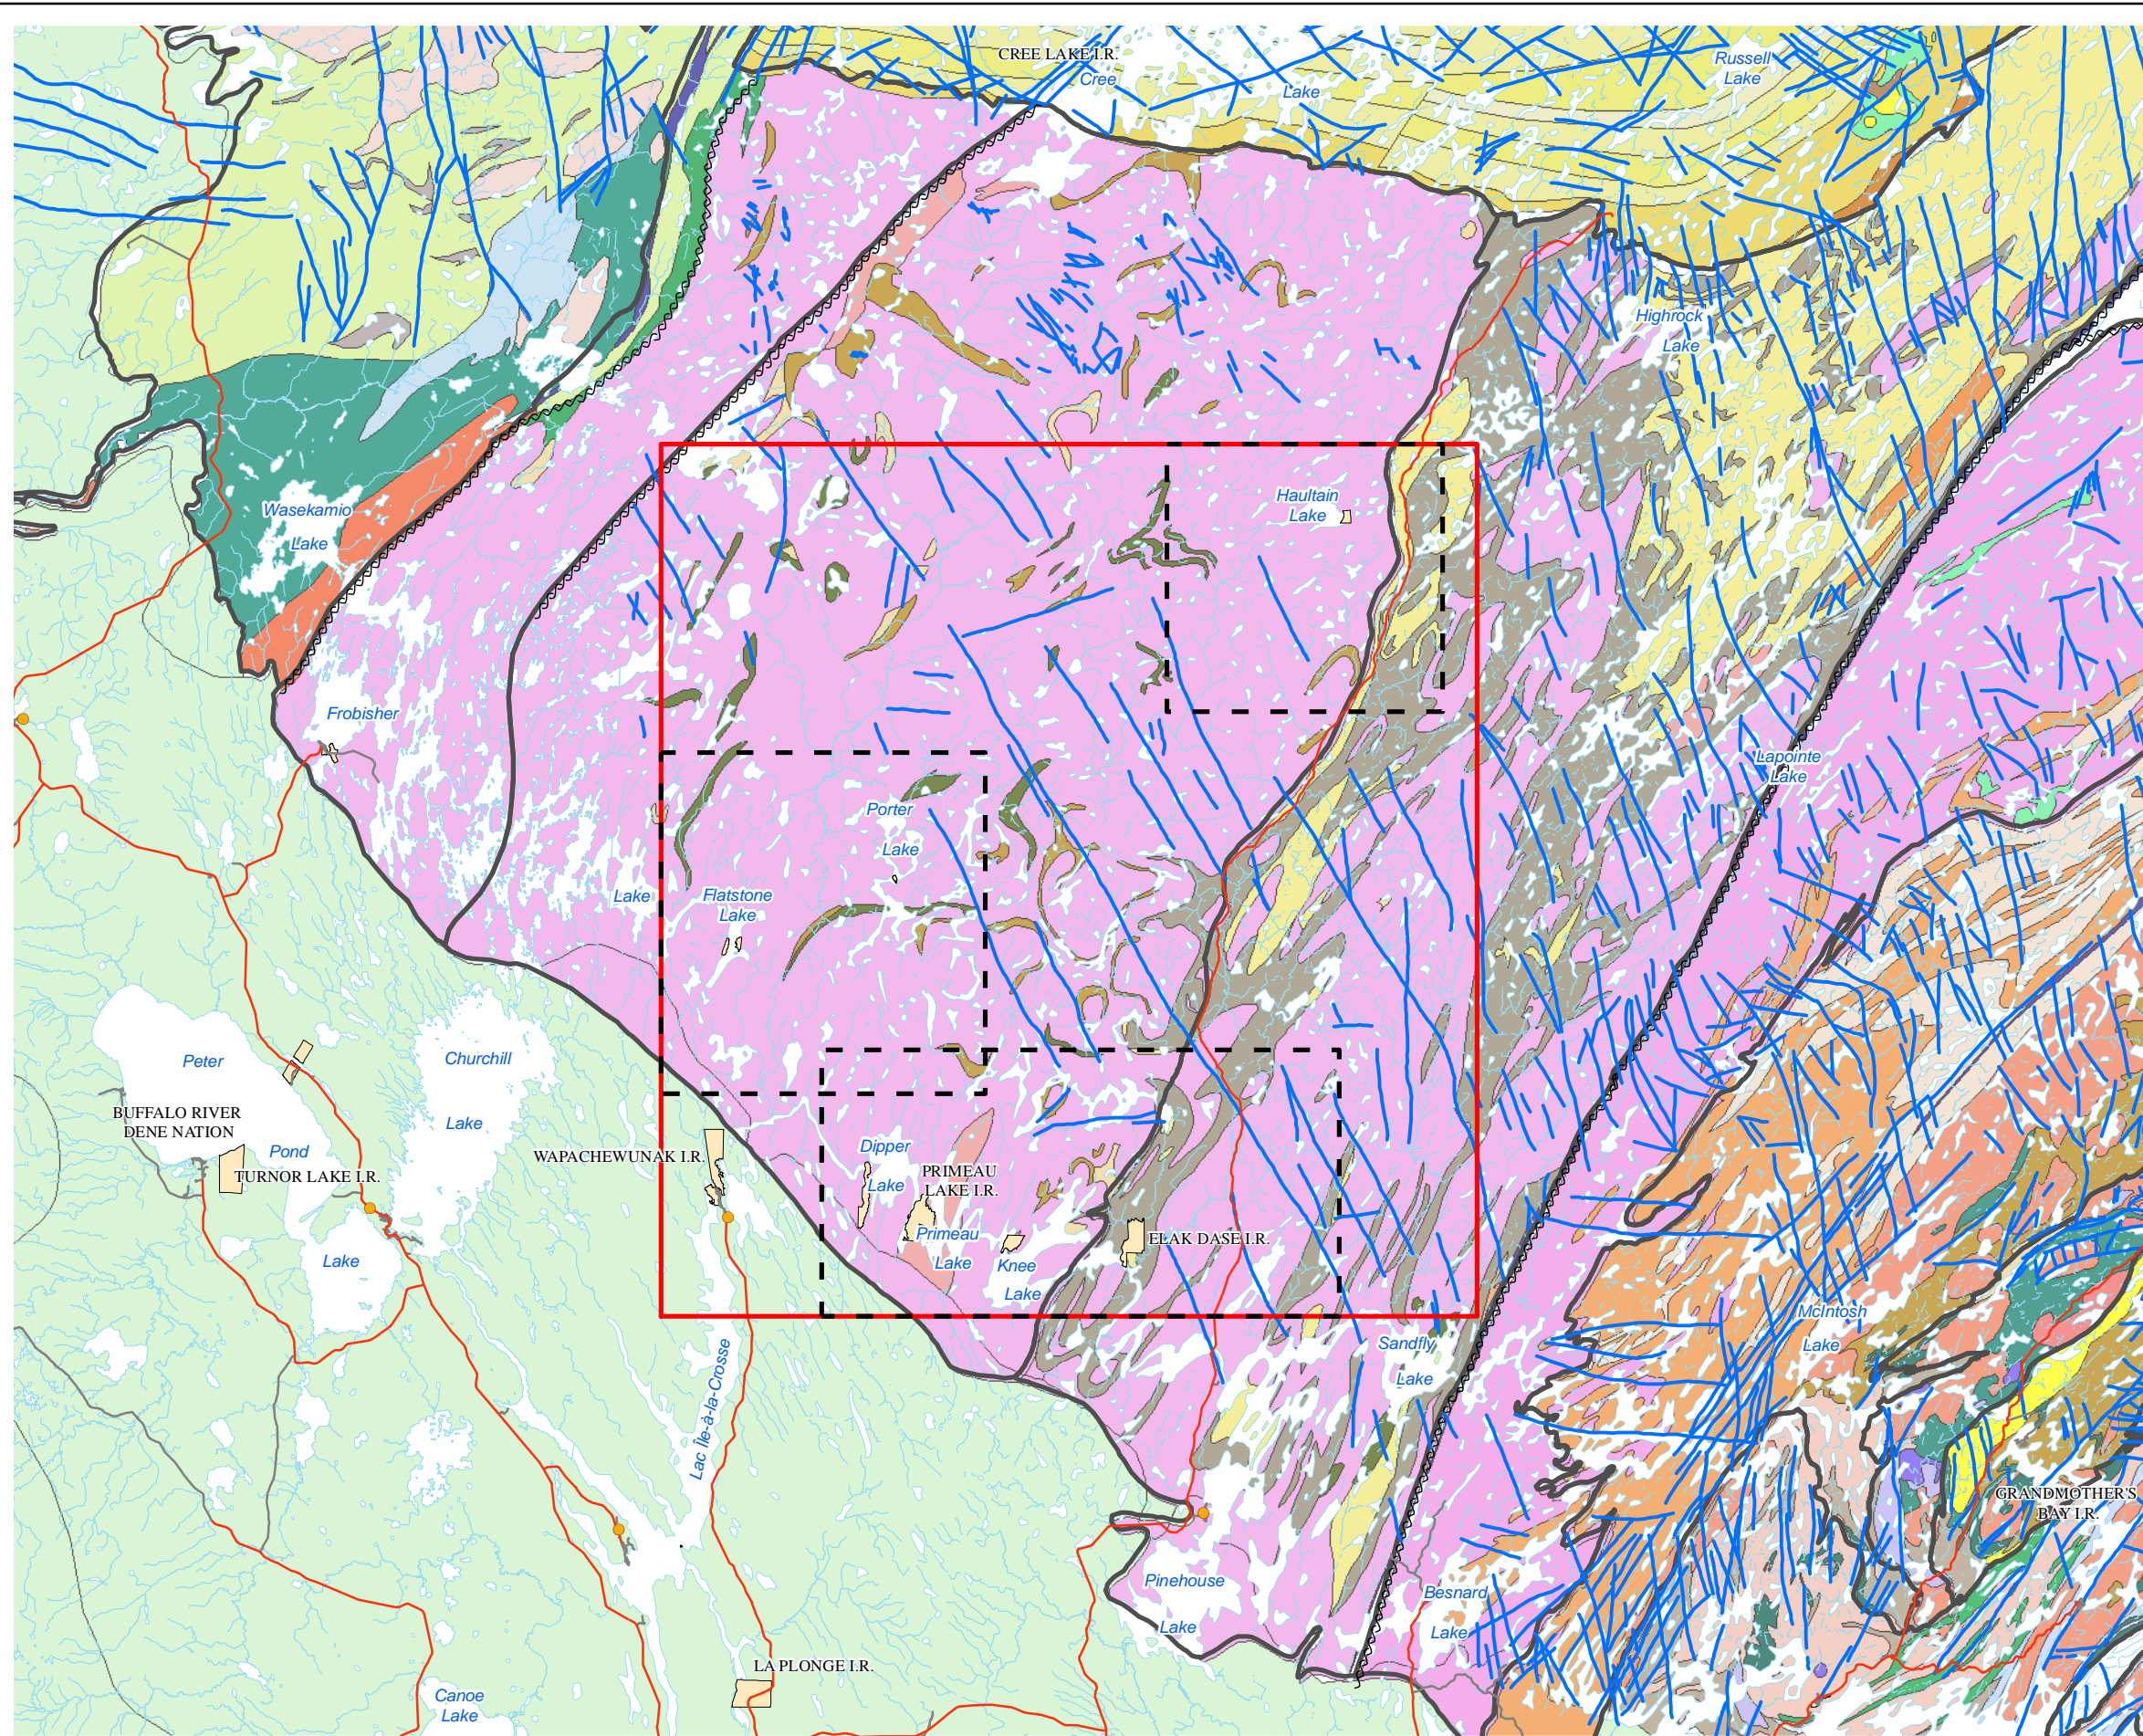 CREE LAKE I.R.
Cree
Lake
Russell
Lake
Highrock
Lake
Wasekamio
Lake
Haultain
Lake
Frobisher
Lake
Lapointe
Lake
Porter
Lake
Flatstone
Lake
Peter
Pond
Lake
Churchill
Lake
BUFFALO RIVER
DENE NATION
TURNOR LAKE I.R.
WAPACHEWUNAK I.R.
Dipper
Lake
PRIMEAU
LAKE I.R.
Primeau
Lake
Knee
Lake
ELAK DASE I.R.
McIntosh
Lake
Sandfly
Lake
Lac Île-à-la-Crosse
GRANDMOTHER'S
BAY I.R.
Pinehouse
Lake
Besnard
Lake
LA PLONGE I.R.
Canoe
Lake